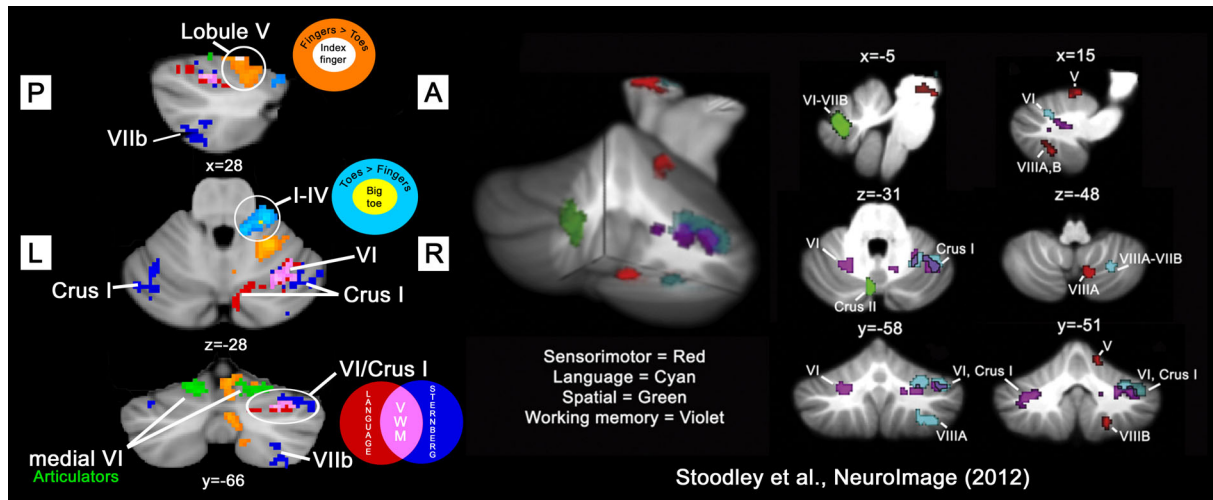 Lobule V
Fingers > Toes
Index
finger
P
A
VIIb
x=28
Toes > Fingers
Big
toe
I-IV
L
R
VI
Crus I
Crus I
z=-28
VI/Crus I
LANGUAGE
VWM
STERNBERG
medial VI
Articulators
VIIb
y=-66
Sensorimotor = Red
Language = Cyan
Spatial = Green
Working memory = Violet
x=-5
VI-VIIB
x=15
V
VI
VIIIA,B
z=-31
VI
Crus I
Crus II
z=-48
VIIIA-VIIB
VIIIA
y=-58
VI
VI, Crus I
VIIIA
y=-51
V
VI, Crus I
VI, Crus I
VIIIB
Stoodley et al., NeuroImage (2012)